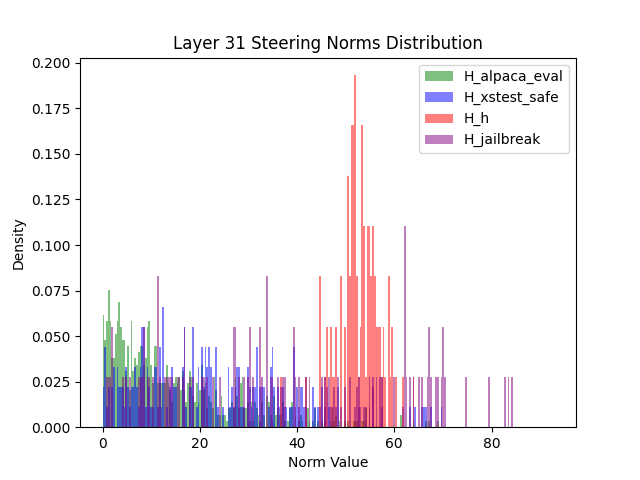 Layer 31 Steering Norms Distribution
H_alpaca_eval
H_xstest_safe
H_h
H_jailbreak
0.200
0.175
0.150
0.125
0.100
0.075
0.050
0.025
0.000
Density
0 20 40 60 80
Norm Value